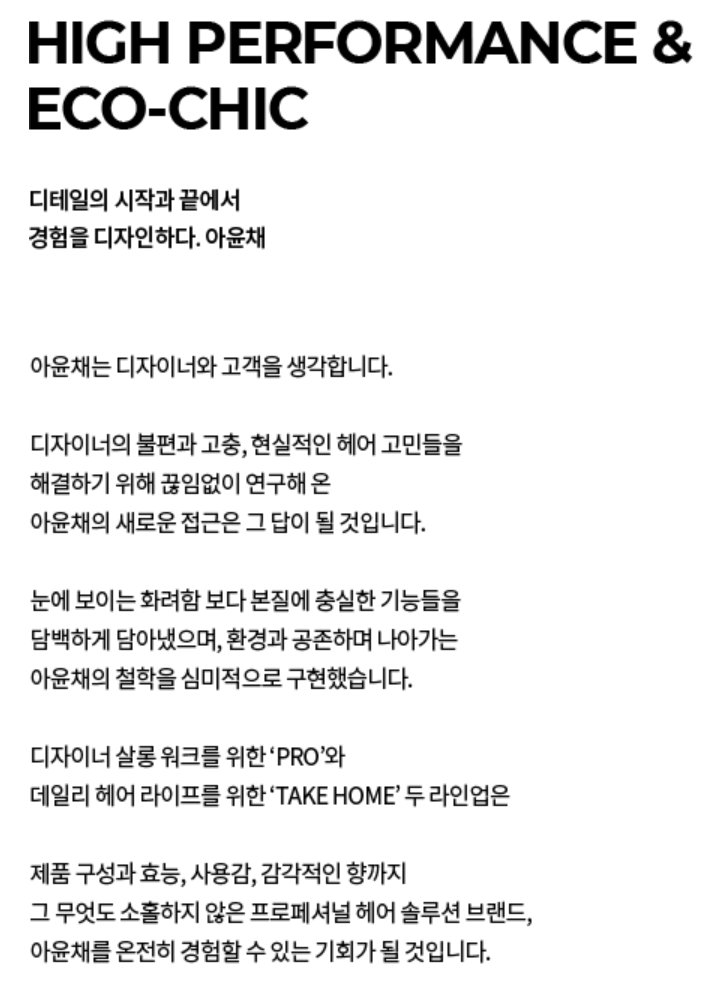 HIGH PERFORMANCE &
ECO-CHIC
디테일의 시작과 끝에서
경험을 디자인하다. 아윤채
아윤채는 디자이너와 고객을 생각합니다.
디자이너의 불편과 고충, 현실적인 헤어 고민들을
해결하기 위해 끊임없이 연구해 온
아윤채의 새로운 접근은 그 답이 될 것입니다.
눈에 보이는 화려함 보다 본질에 충실한 기능들을
담백하게 담아냈으며, 환경과 공존하며 나아가는
아윤채의 철학을 심미적으로 구현했습니다.
디자이너 살롱 워크를 위한 ‘PRO’와
데일리 헤어 라이프를 위한 ‘TAKE HOME’ 두 라인업은
제품 구성과 효능, 사용감, 감각적인 향까지
그 무엇도 소홀하지 않은 프로페셔널 헤어 솔루션 브랜드,
아윤채를 온전히 경험할 수 있는 기회가 될 것입니다.